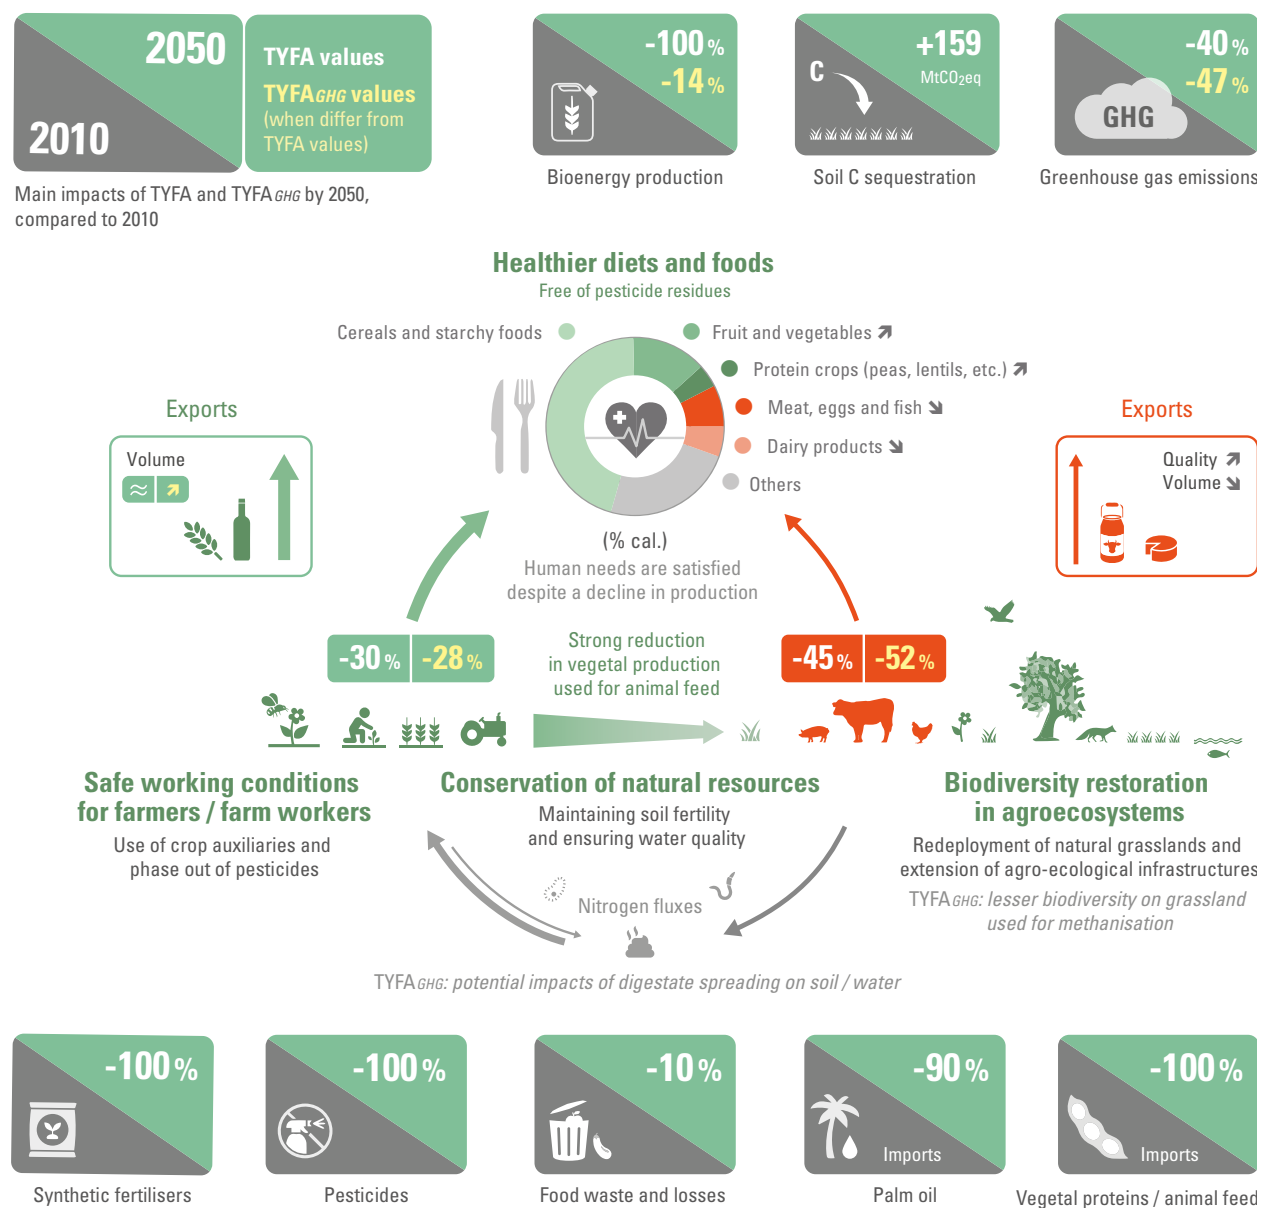 2050
2010
TYFA values
TYFAGHG values
(when differ from
TYFA values)
Main impacts of TYFA and TYFAGHG by 2050,
compared to 2010
-100 %
-14 %
Bioenergy production
+159
MtCO2eq
C
Soil C sequestration
-40 %
-47 %
GHG
Greenhouse gas emissions
Healthier diets and foods
Free of pesticide residues
Cereals and starchy foods
Fruit and vegetables
Protein crops (peas, lentils, etc.)
Meat, eggs and fish
Dairy products
Others
(% cal.)
Human needs are satisfied
despite a decline in production
Exports
Volume
≈
Exports
Quality
Volume
-30 %
-28 %
Strong reduction
in vegetal production
used for animal feed
-45 %
-52 %
Safe working conditions
for farmers / farm workers
Use of crop auxiliaries and
phase out of pesticides
Conservation of natural resources
Maintaining soil fertility
and ensuring water quality
Biodiversity restoration
in agroecosystems
Redeployment of natural grasslands and
extension of agro-ecological infrastructures
TYFAGHG: lesser biodiversity on grassland
used for methanisation
Nitrogen fluxes
TYFAGHG: potential impacts of digestate spreading on soil / water
-100 %
Synthetic fertilisers
-100 %
Pesticides
-10 %
Food waste and losses
-90 %
Imports
Palm oil
-100 %
Imports
Vegetal proteins / animal feed